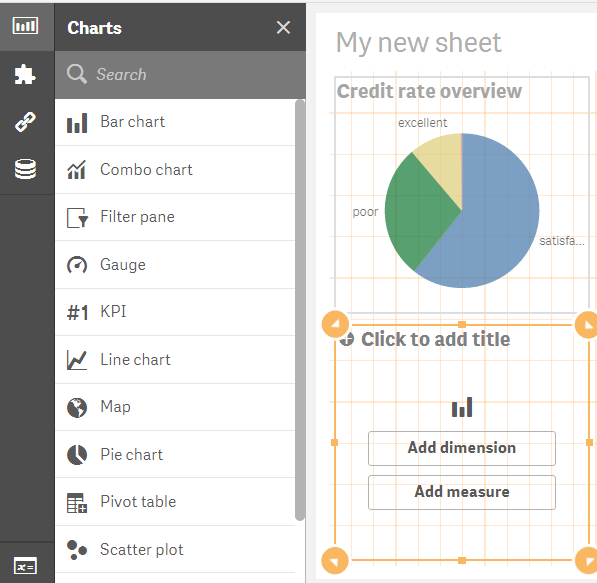 Charts
Search
Bar chart
Combo chart
Filter pane
Gauge
#1 KPI
Line chart
Map
Pie chart
Pivot table
Scatter plot
x=
My new sheet
Credit rate overview
excellent
poor
satisfa...
Click to add title
Add dimension
Add measure